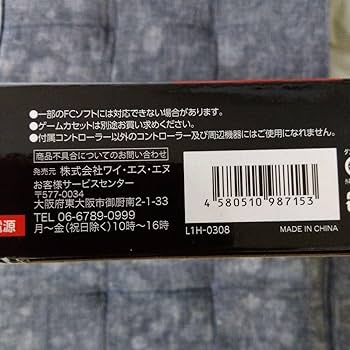 ●一部のFCソフトには対応できない場合があります。
●ゲームカセットは別途お買い求めください。
●付属コントローラー以外のコントローラー及び周辺機器にはご使用になれません。
商品不具合についてのお問い合わせ
発売元 株式会社ワイ・エス・エヌ
お客様サービスセンター
〒577-0034
大阪府東大阪市御厨南2-1-33
TEL 06-6789-0999
月〜金(祝日除く)10時〜16時
電源
4 580510 987153
L1H-0308
MADE IN CHINA